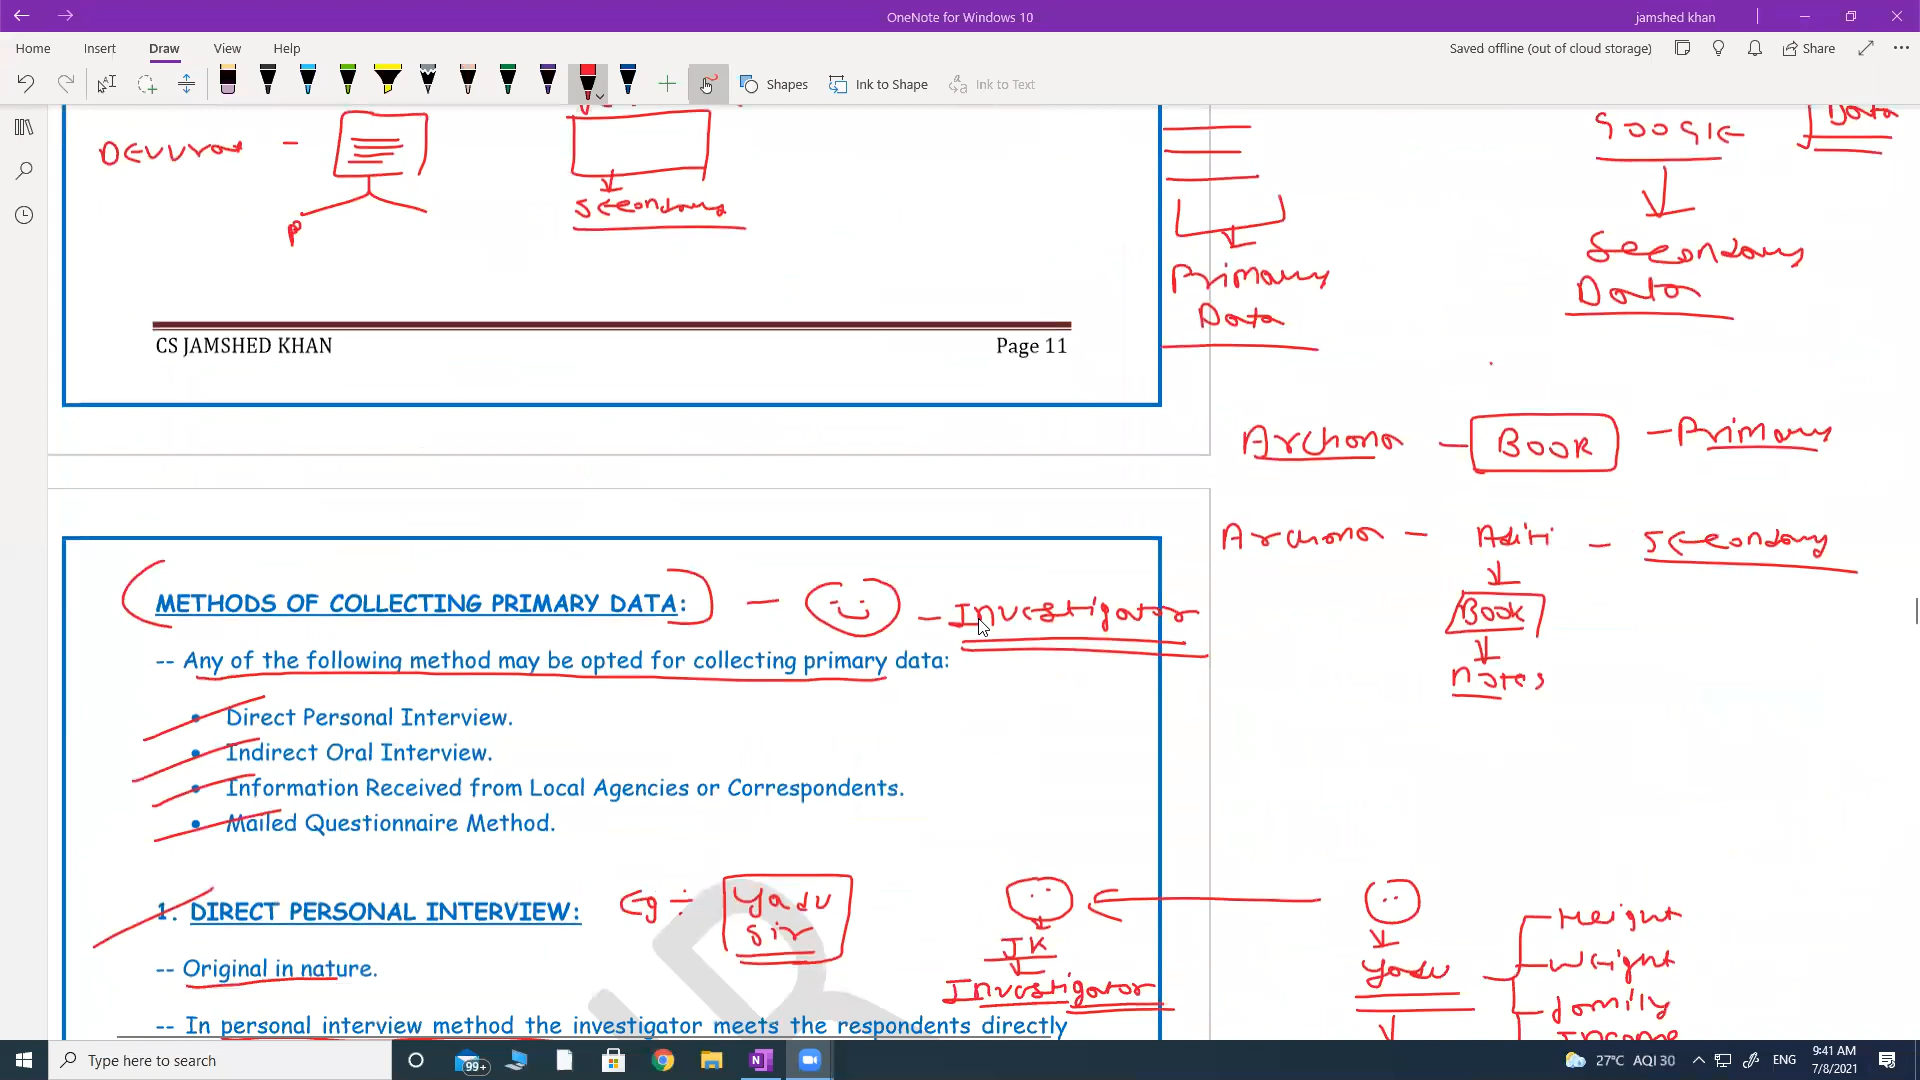 OneNote for Windows 10
jamshed khan
Home Insert Draw View Help
Saved offline (out of cloud storage)
Share
Shapes
Ink to Shape
Ink to Text
Devvrat -
P
Secondary
Primary
Data
Google
Data
Secondary
Data
CS JAMSHED KHAN
Page 11
Archana - BOOK - Primary
Archana - Aditi - Secondary
Book
notes
METHODS OF COLLECTING PRIMARY DATA: - Investigator
-- Any of the following method may be opted for collecting primary data:
• Direct Personal Interview.
• Indirect Oral Interview.
• Information Received from Local Agencies or Correspondents.
• Mailed Questionnaire Method.
1. DIRECT PERSONAL INTERVIEW:
Eg ÷ Yadu
Sir
JK
Investigator
Yadu
Height
Weight
family
Income
-- Original in nature.
-- In personal interview method the investigator meets the respondents directly
Type here to search
99+
27°C AQI 30
ENG
9:41 AM
7/8/2021